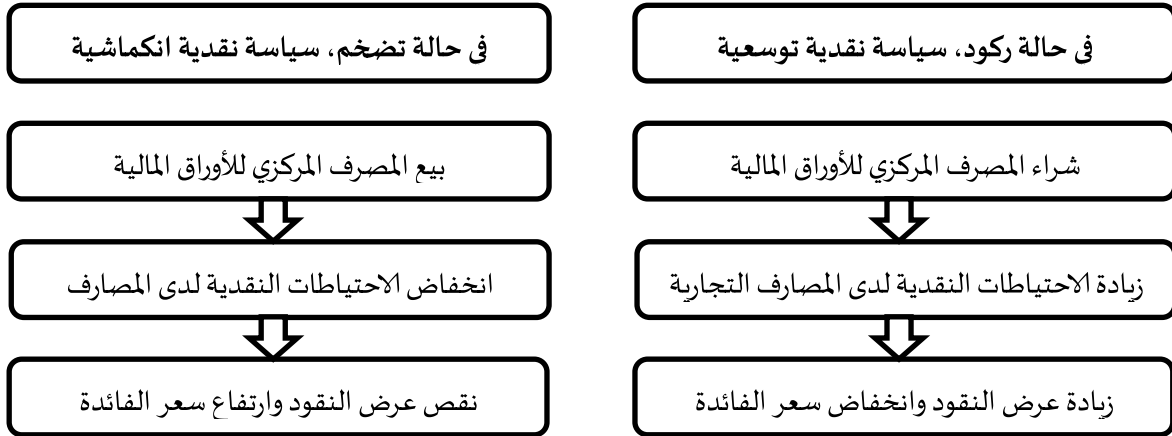 في حالة ركود، سياسة نقدية توسعية
شراء المصرف المركزي للأوراق المالية
زيادة الاحتياطات النقدية لدى المصارف التجارية
زيادة عرض النقود وانخفاض سعر الفائدة
في حالة تضخم، سياسة نقدية انكماشية
بيع المصرف المركزي للأوراق المالية
انخفاض الاحتياطات النقدية لدى المصارف
نقص عرض النقود وارتفاع سعر الفائدة